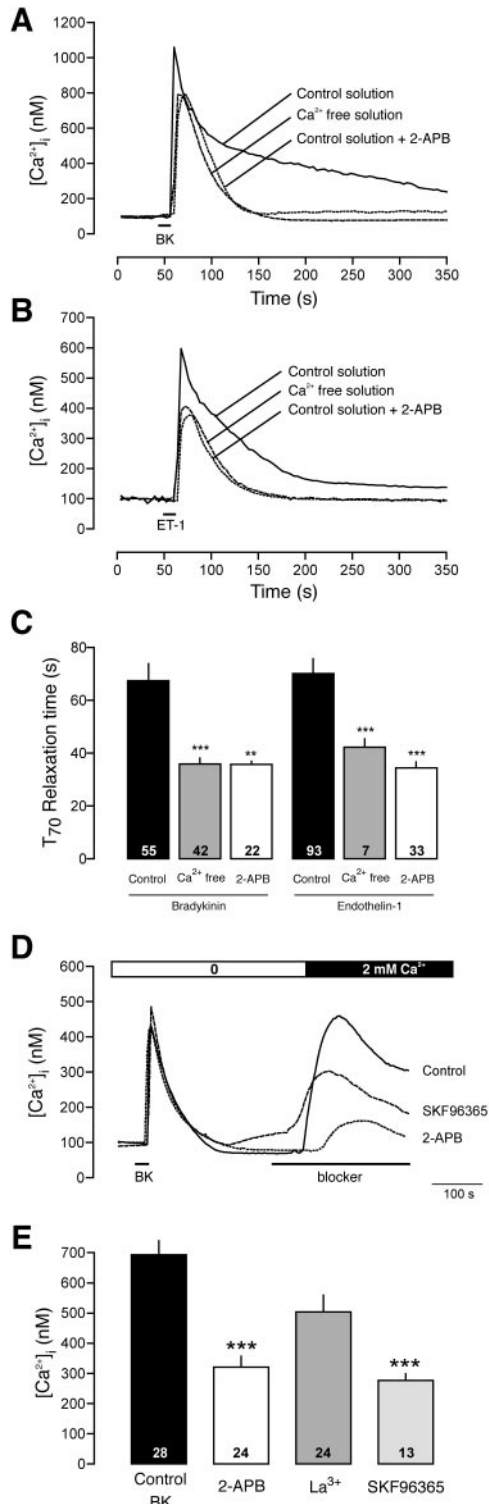 A
[Ca²⁺]ᵢ (nM)
1200
1000
800
600
400
200
0
Control solution
Ca²⁺ free solution
Control solution + 2-APB
BK
0 50 100 150 200 250 300 350
Time (s)
B
[Ca²⁺]ᵢ (nM)
700
600
500
400
300
200
100
0
Control solution
Ca²⁺ free solution
Control solution + 2-APB
ET-1
0 50 100 150 200 250 300 350
Time (s)
C
T₇₀ Relaxation time (s)
80
60
40
20
0
*** ** *** ***
55 42 22 93 7 33
Control Ca²⁺ free 2-APB Control Ca²⁺ free 2-APB
Bradykinin Endothelin-1
D
[Ca²⁺]ᵢ (nM)
600
500
400
300
200
100
0
0 2 mM Ca²⁺
Control
SKF96365
2-APB
BK blocker
100 s
E
[Ca²⁺]ᵢ (nM)
700
600
500
400
300
200
100
0
*** ***
28 24 24 13
Control 2-APB La³⁺ SKF96365
BK